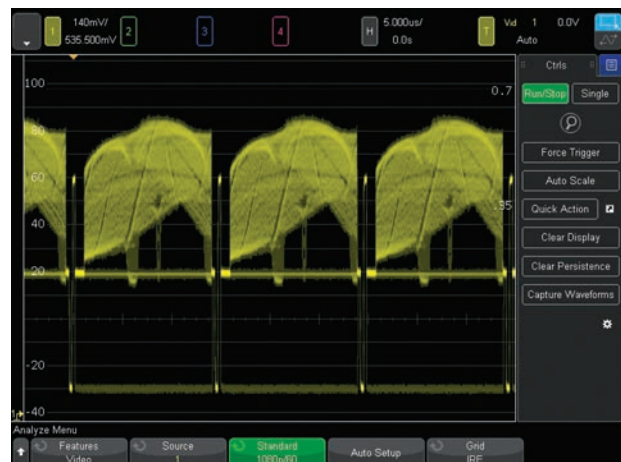 1 140mV/ 535.500mV 2 3 4 H 5.000us/ 0.0s T Vid 1 0.0V Auto
Ctrls
100
0.7
Run/Stop Single
80
Force Trigger
60
Auto Scale
.35
40
Quick Action
Clear Display
20
Clear Persistence
Capture Waveforms
-20
-40
Analyze Menu
Features Video
Source 1
Standard 1080p/60
Auto Setup
Grid IRE